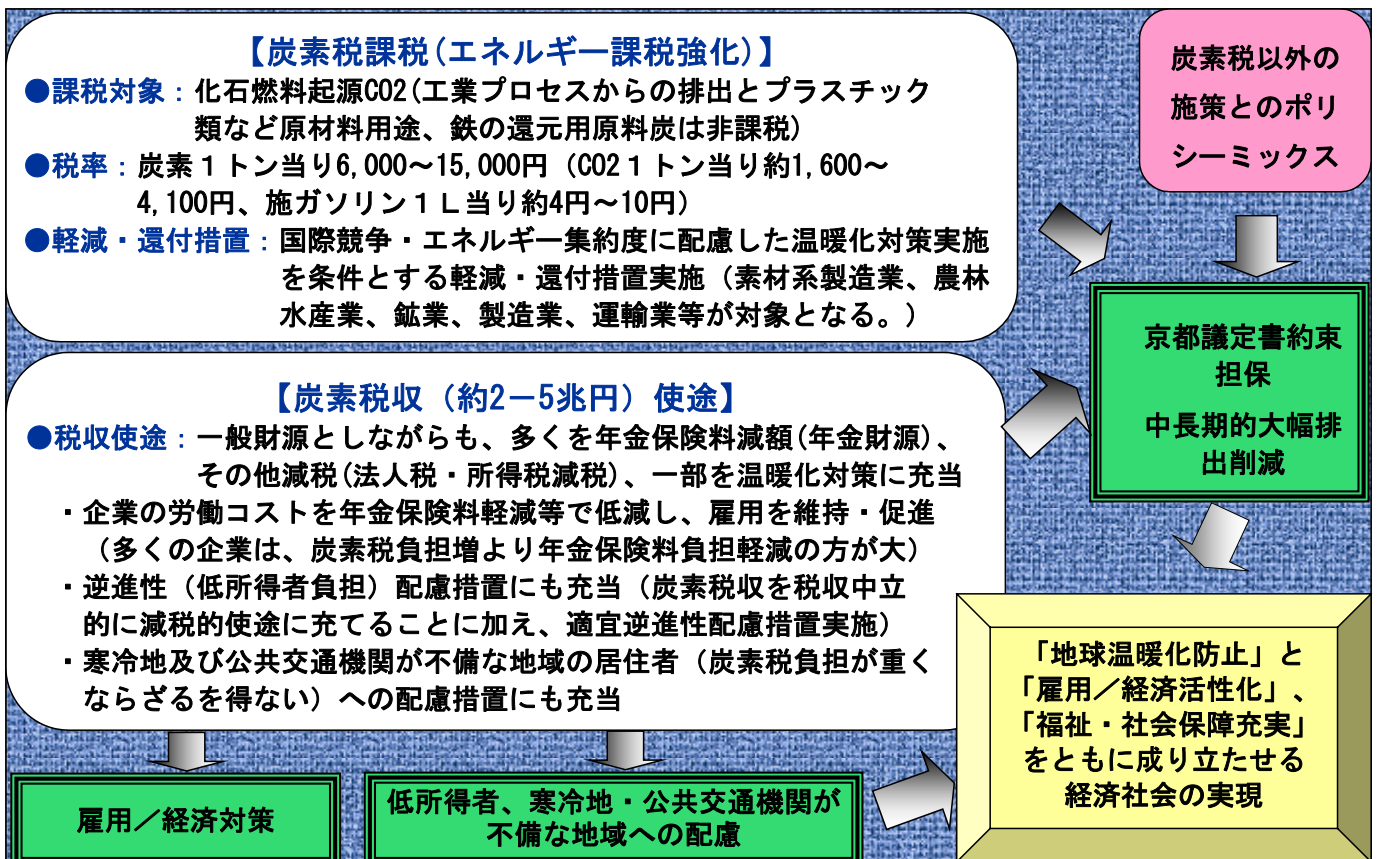 【炭素税課税(エネルギー課税強化)】
●課税対象：化石燃料起源CO2(工業プロセスからの排出とプラスチック
類など原材料用途、鉄の還元用原料炭は非課税)
●税率：炭素１トン当り6,000～15,000円（CO2１トン当り約1,600～
4,100円、施ガソリン１Ｌ当り約4円～10円）
●軽減・還付措置：国際競争・エネルギー集約度に配慮した温暖化対策実施
を条件とする軽減・還付措置実施（素材系製造業、農林
水産業、鉱業、製造業、運輸業等が対象となる。）
炭素税以外の
施策とのポリ
シーミックス
【炭素税収（約2－5兆円）使途】
●税収使途：一般財源としながらも、多くを年金保険料減額(年金財源)、
その他減税(法人税・所得税減税)、一部を温暖化対策に充当
・企業の労働コストを年金保険料軽減等で低減し、雇用を維持・促進
（多くの企業は、炭素税負担増より年金保険料負担軽減の方が大）
・逆進性（低所得者負担）配慮措置にも充当（炭素税収を税収中立
的に減税的使途に充てることに加え、適宜逆進性配慮措置実施）
・寒冷地及び公共交通機関が不備な地域の居住者（炭素税負担が重く
ならざるを得ない）への配慮措置にも充当
京都議定書約束
担保
中長期的大幅排
出削減
雇用／経済対策
低所得者、寒冷地・公共交通機関が
不備な地域への配慮
「地球温暖化防止」と
「雇用／経済活性化」、
「福祉・社会保障充実」
をともに成り立たせる
経済社会の実現